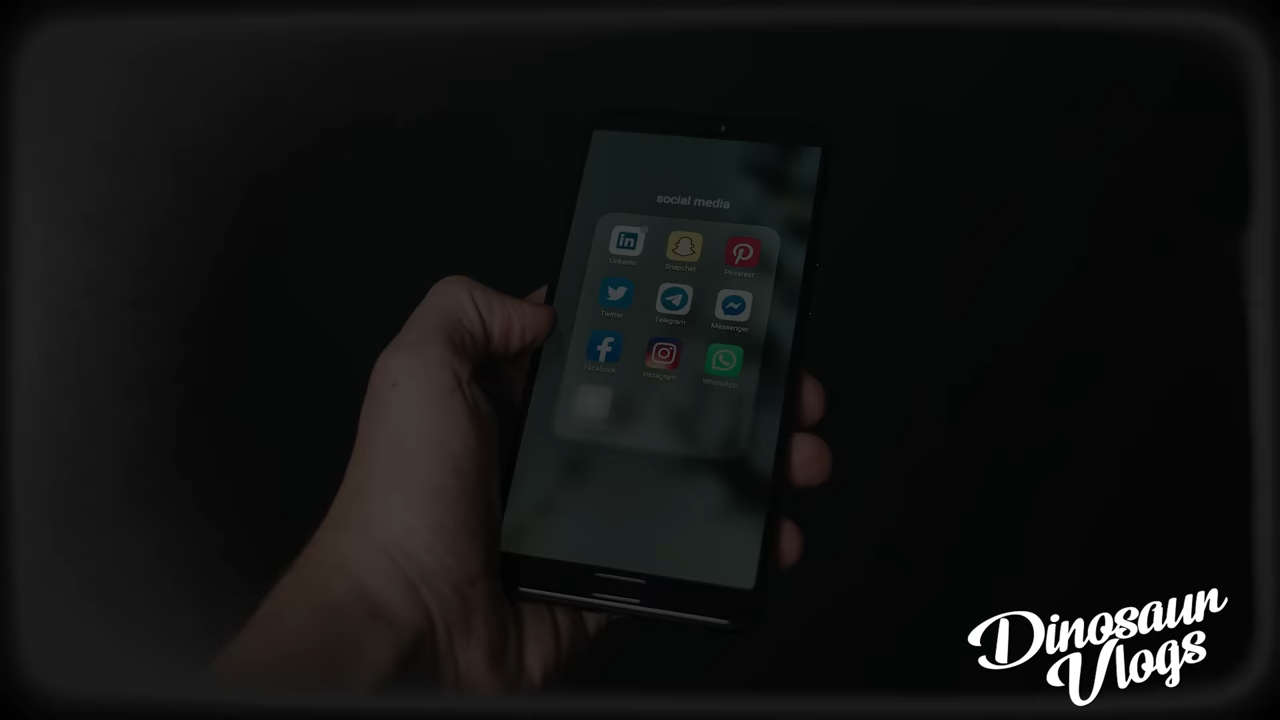 social media
LinkedIn Snapchat Pinterest
Twitter Telegram Messenger
Facebook Instagram WhatsApp
Dinosaur
Vlogs